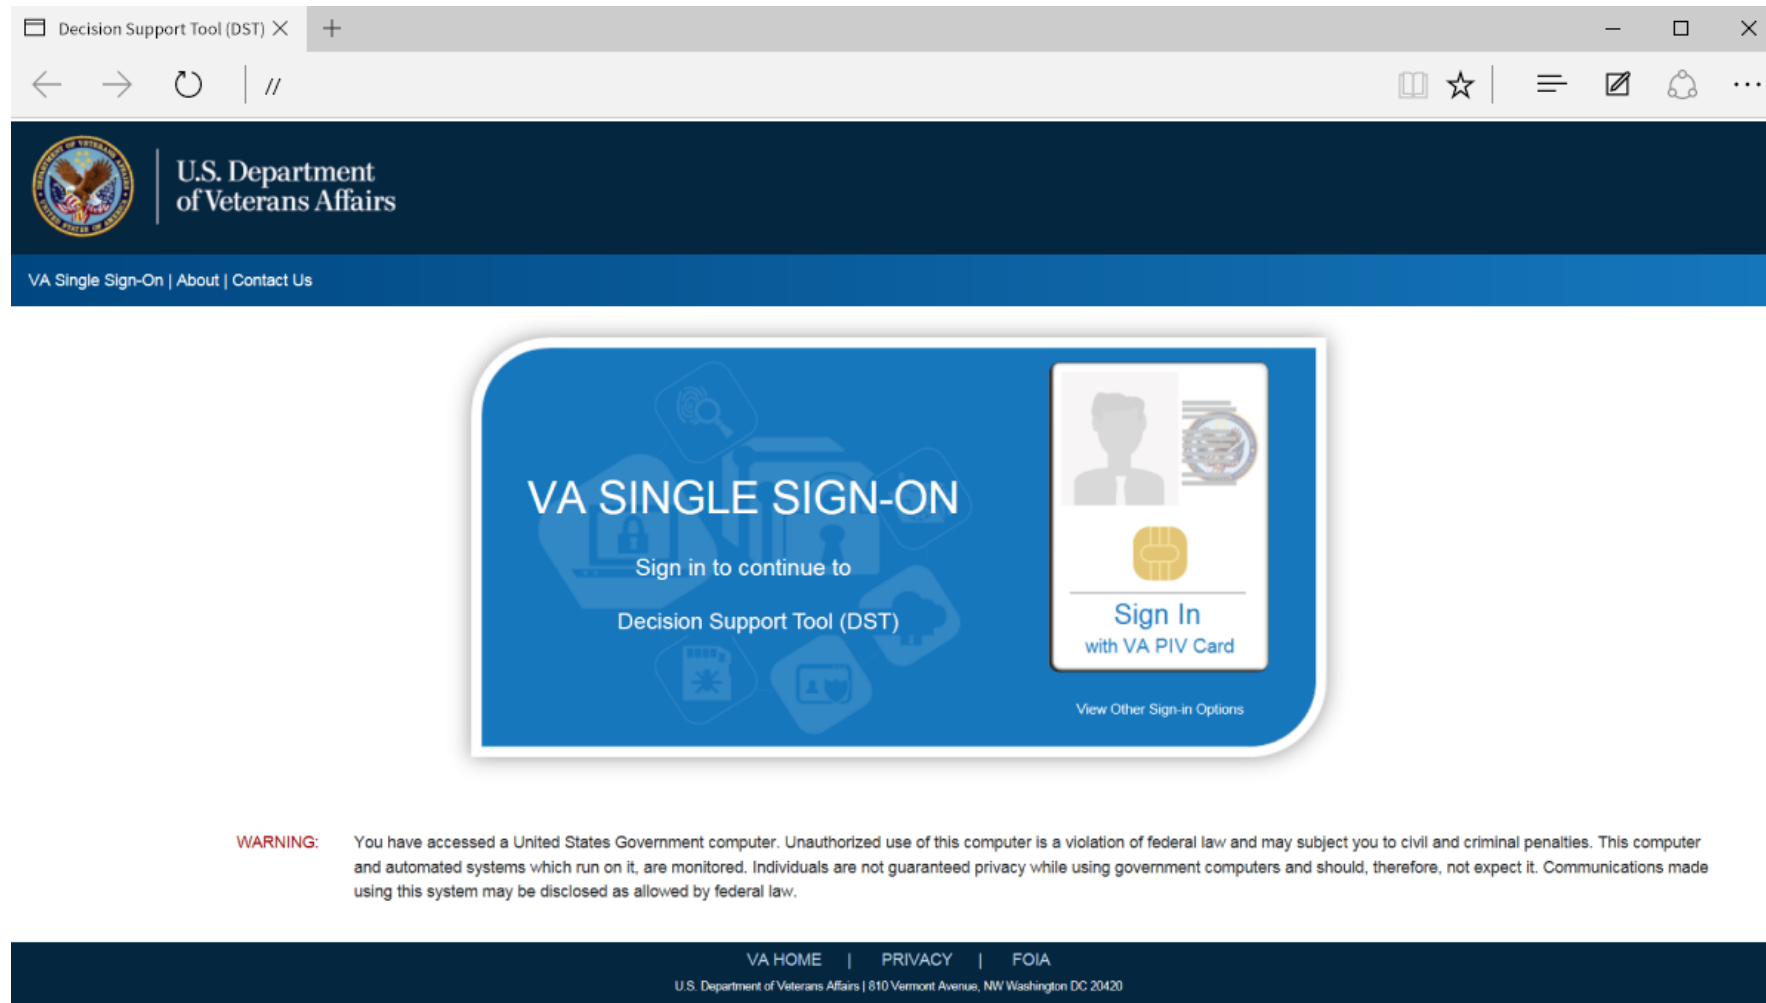 Decision Support Tool (DST)
//
U.S. Department
of Veterans Affairs
VA Single Sign-On | About | Contact Us
VA SINGLE SIGN-ON
Sign in to continue to
Decision Support Tool (DST)
Sign In
with VA PIV Card
View Other Sign-in Options
WARNING:
You have accessed a United States Government computer. Unauthorized use of this computer is a violation of federal law and may subject you to civil and criminal penalties. This computer
and automated systems which run on it, are monitored. Individuals are not guaranteed privacy while using government computers and should, therefore, not expect it. Communications made
using this system may be disclosed as allowed by federal law.
VA HOME | PRIVACY | FOIA
U.S. Department of Veterans Affairs | 810 Vermont Avenue, NW Washington DC 20420